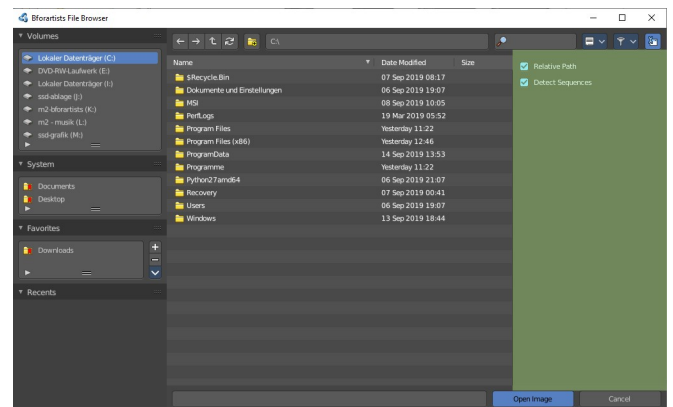 Bforartists File Browser
Volumes
Lokaler Datenträger (C:)
DVD-RW-Laufwerk (E:)
Lokaler Datenträger (I:)
ssd-ablage (J:)
m2-bforartists (K:)
m2 - musik (L:)
ssd-grafik (M:)
System
Documents
Desktop
Favorites
Downloads
Recents
C:\
Name Date Modified Size
$Recycle.Bin 07 Sep 2019 08:17
Dokumente und Einstellungen 06 Sep 2019 19:07
MSI 08 Sep 2019 10:05
PerfLogs 19 Mar 2019 05:52
Program Files Yesterday 11:22
Program Files (x86) Yesterday 12:46
ProgramData 14 Sep 2019 13:53
Programme Yesterday 11:22
Python27amd64 06 Sep 2019 21:07
Recovery 07 Sep 2019 00:41
Users 06 Sep 2019 19:07
Windows 13 Sep 2019 18:44
Relative Path
Detect Sequences
Open Image Cancel